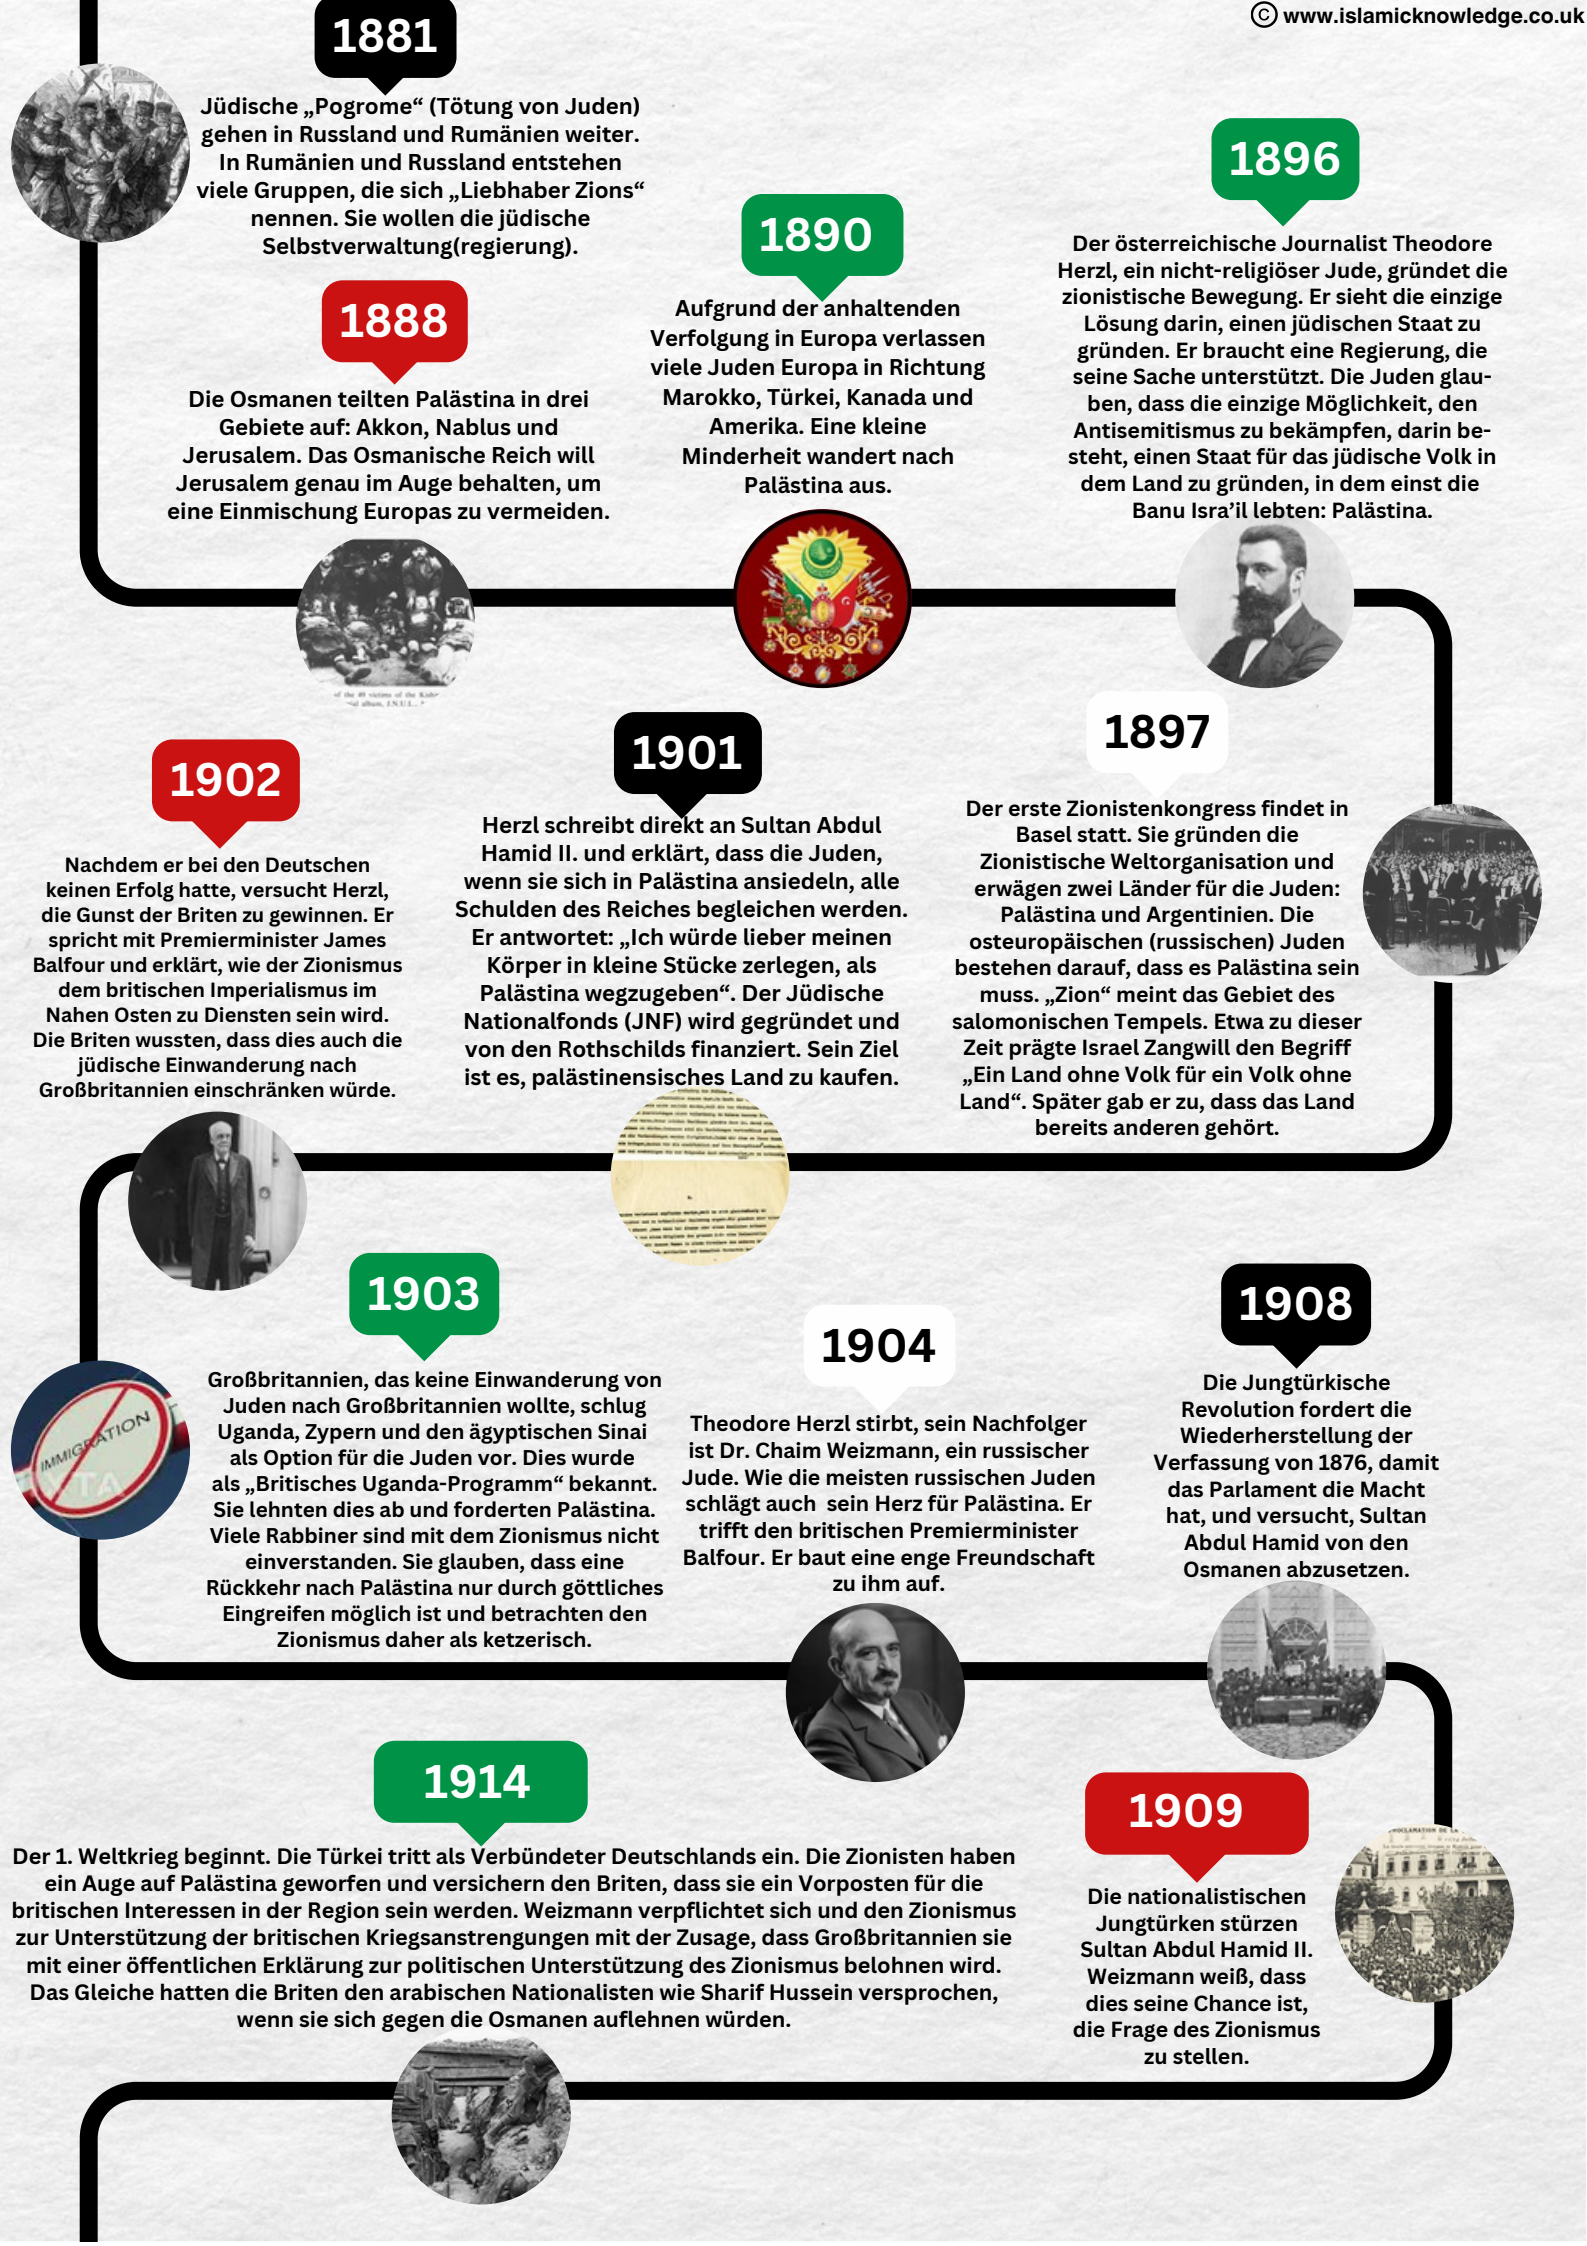 © www.islamicknowledge.co.uk
1881
Jüdische „Pogrome“ (Tötung von Juden)
gehen in Russland und Rumänien weiter.
In Rumänien und Russland entstehen
viele Gruppen, die sich „Liebhaber Zions“
nennen. Sie wollen die jüdische
Selbstverwaltung(regierung).
1888
Die Osmanen teilten Palästina in drei
Gebiete auf: Akkon, Nablus und
Jerusalem. Das Osmanische Reich will
Jerusalem genau im Auge behalten, um
eine Einmischung Europas zu vermeiden.
of the 49 victims of the
album, J.N.U.L.
1890
Aufgrund der anhaltenden
Verfolgung in Europa verlassen
viele Juden Europa in Richtung
Marokko, Türkei, Kanada und
Amerika. Eine kleine
Minderheit wandert nach
Palästina aus.
1896
Der österreichische Journalist Theodore
Herzl, ein nicht-religiöser Jude, gründet die
zionistische Bewegung. Er sieht die einzige
Lösung darin, einen jüdischen Staat zu
gründen. Er braucht eine Regierung, die
seine Sache unterstützt. Die Juden glau-
ben, dass die einzige Möglichkeit, den
Antisemitismus zu bekämpfen, darin be-
steht, einen Staat für das jüdische Volk in
dem Land zu gründen, in dem einst die
Banu Isra’il lebten: Palästina.
1897
Der erste Zionistenkongress findet in
Basel statt. Sie gründen die
Zionistische Weltorganisation und
erwägen zwei Länder für die Juden:
Palästina und Argentinien. Die
osteuropäischen (russischen) Juden
bestehen darauf, dass es Palästina sein
muss. „Zion“ meint das Gebiet des
salomonischen Tempels. Etwa zu dieser
Zeit prägte Israel Zangwill den Begriff
„Ein Land ohne Volk für ein Volk ohne
Land“. Später gab er zu, dass das Land
bereits anderen gehört.
1901
Herzl schreibt direkt an Sultan Abdul
Hamid II. und erklärt, dass die Juden,
wenn sie sich in Palästina ansiedeln, alle
Schulden des Reiches begleichen werden.
Er antwortet: „Ich würde lieber meinen
Körper in kleine Stücke zerlegen, als
Palästina wegzugeben“. Der Jüdische
Nationalfonds (JNF) wird gegründet und
von den Rothschilds finanziert. Sein Ziel
ist es, palästinensisches Land zu kaufen.
1902
Nachdem er bei den Deutschen
keinen Erfolg hatte, versucht Herzl,
die Gunst der Briten zu gewinnen. Er
spricht mit Premierminister James
Balfour und erklärt, wie der Zionismus
dem britischen Imperialismus im
Nahen Osten zu Diensten sein wird.
Die Briten wussten, dass dies auch die
jüdische Einwanderung nach
Großbritannien einschränken würde.
1903
Großbritannien, das keine Einwanderung von
Juden nach Großbritannien wollte, schlug
Uganda, Zypern und den ägyptischen Sinai
als Option für die Juden vor. Dies wurde
als „Britisches Uganda-Programm“ bekannt.
Sie lehnten dies ab und forderten Palästina.
Viele Rabbiner sind mit dem Zionismus nicht
einverstanden. Sie glauben, dass eine
Rückkehr nach Palästina nur durch göttliches
Eingreifen möglich ist und betrachten den
Zionismus daher als ketzerisch.
IMMIGRATION
1904
Theodore Herzl stirbt, sein Nachfolger
ist Dr. Chaim Weizmann, ein russischer
Jude. Wie die meisten russischen Juden
schlägt auch  sein Herz für Palästina. Er
trifft den britischen Premierminister
Balfour. Er baut eine enge Freundschaft
zu ihm auf.
1908
Die Jungtürkische
Revolution fordert die
Wiederherstellung der
Verfassung von 1876, damit
das Parlament die Macht
hat, und versucht, Sultan
Abdul Hamid von den
Osmanen abzusetzen.
1909
Die nationalistischen
Jungtürken stürzen
Sultan Abdul Hamid II.
Weizmann weiß, dass
dies seine Chance ist,
die Frage des Zionismus
zu stellen.
1914
Der 1. Weltkrieg beginnt. Die Türkei tritt als Verbündeter Deutschlands ein. Die Zionisten haben
ein Auge auf Palästina geworfen und versichern den Briten, dass sie ein Vorposten für die
britischen Interessen in der Region sein werden. Weizmann verpflichtet sich und den Zionismus
zur Unterstützung der britischen Kriegsanstrengungen mit der Zusage, dass Großbritannien sie
mit einer öffentlichen Erklärung zur politischen Unterstützung des Zionismus belohnen wird.
Das Gleiche hatten die Briten den arabischen Nationalisten wie Sharif Hussein versprochen,
wenn sie sich gegen die Osmanen auflehnen würden.